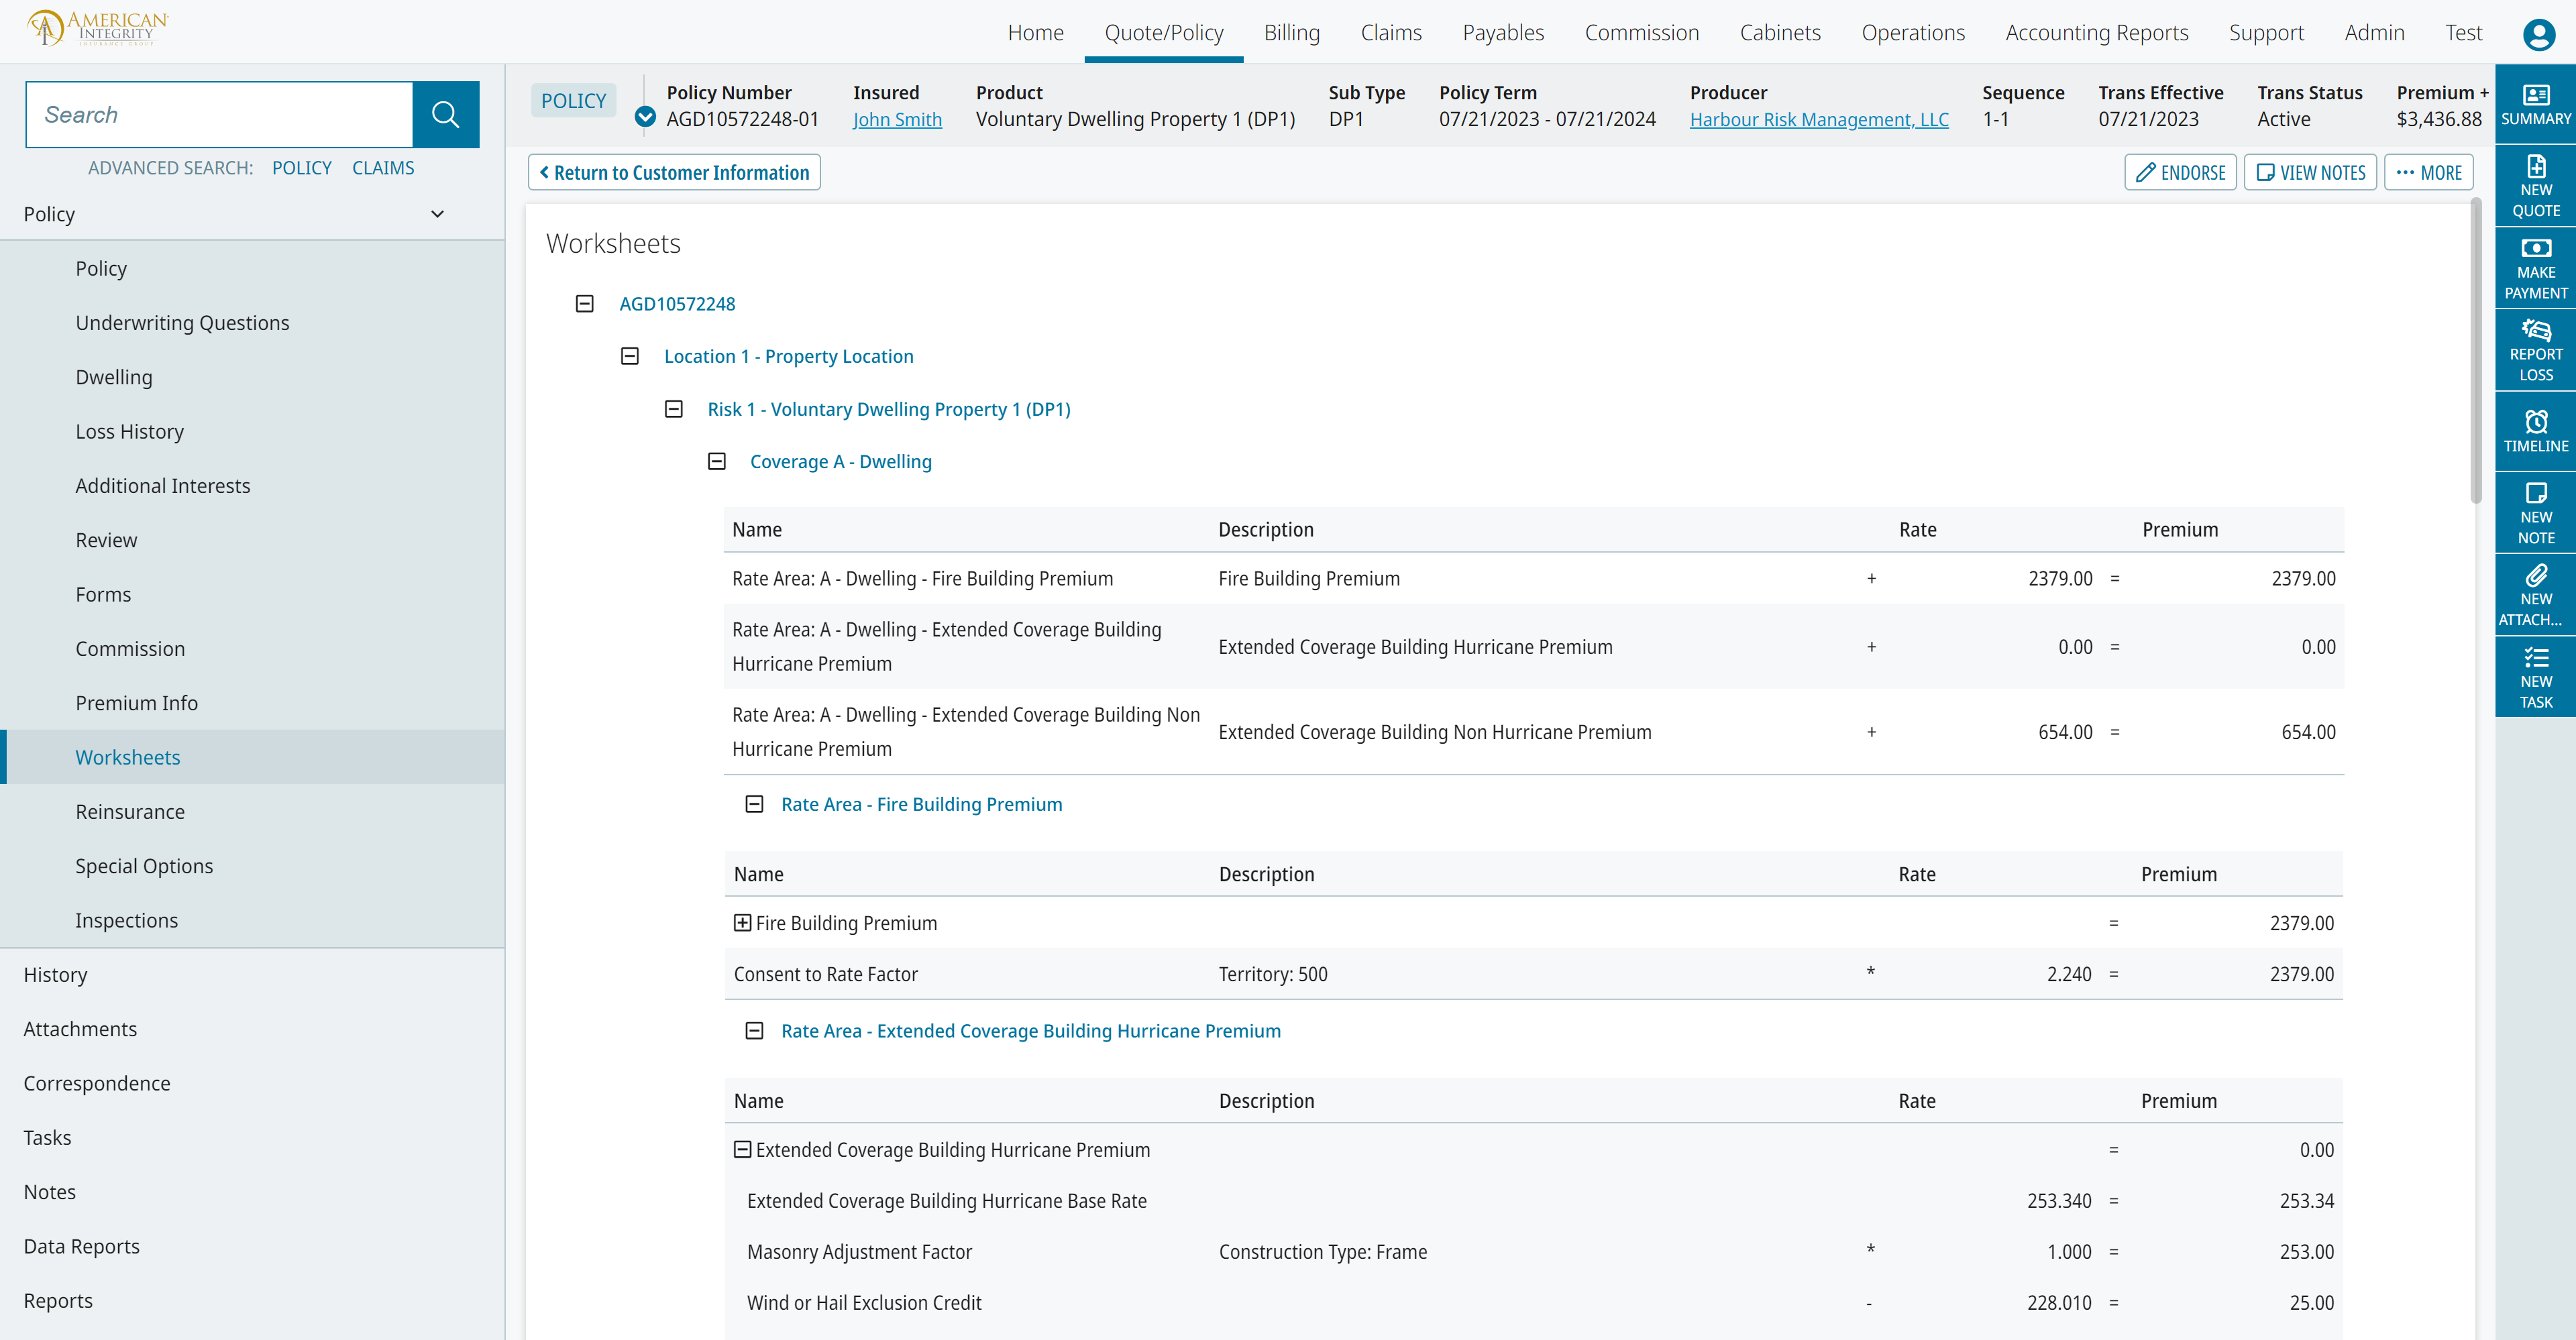 AMERICAN
INTEGRITY
INSURANCE GROUP
Home Quote/Policy Billing Claims Payables Commission Cabinets Operations Accounting Reports Support Admin Test
Search
ADVANCED SEARCH: POLICY CLAIMS
Policy
Policy
Underwriting Questions
Dwelling
Loss History
Additional Interests
Review
Forms
Commission
Premium Info
Worksheets
Reinsurance
Special Options
Inspections
History
Attachments
Correspondence
Tasks
Notes
Data Reports
Reports
POLICY
Policy Number Insured Product Sub Type Policy Term Producer Sequence Trans Effective Trans Status Premium +
AGD10572248-01 John Smith Voluntary Dwelling Property 1 (DP1) DP1 07/21/2023 - 07/21/2024 Harbour Risk Management, LLC 1-1 07/21/2023 Active $3,436.88
Return to Customer Information
ENDORSE VIEW NOTES ••• MORE
Worksheets
AGD10572248
Location 1 - Property Location
Risk 1 - Voluntary Dwelling Property 1 (DP1)
Coverage A - Dwelling
Name Description Rate Premium
Rate Area: A - Dwelling - Fire Building Premium Fire Building Premium + 2379.00 = 2379.00
Rate Area: A - Dwelling - Extended Coverage Building
Hurricane Premium Extended Coverage Building Hurricane Premium + 0.00 = 0.00
Rate Area: A - Dwelling - Extended Coverage Building Non
Hurricane Premium Extended Coverage Building Non Hurricane Premium + 654.00 = 654.00
Rate Area - Fire Building Premium
Name Description Rate Premium
Fire Building Premium = 2379.00
Consent to Rate Factor Territory: 500 * 2.240 = 2379.00
Rate Area - Extended Coverage Building Hurricane Premium
Name Description Rate Premium
Extended Coverage Building Hurricane Premium = 0.00
Extended Coverage Building Hurricane Base Rate 253.340 = 253.34
Masonry Adjustment Factor Construction Type: Frame * 1.000 = 253.00
Wind or Hail Exclusion Credit - 228.010 = 25.00
SUMMARY
NEW
QUOTE
MAKE
PAYMENT
REPORT
LOSS
TIMELINE
NEW
NOTE
NEW
ATTACH...
NEW
TASK